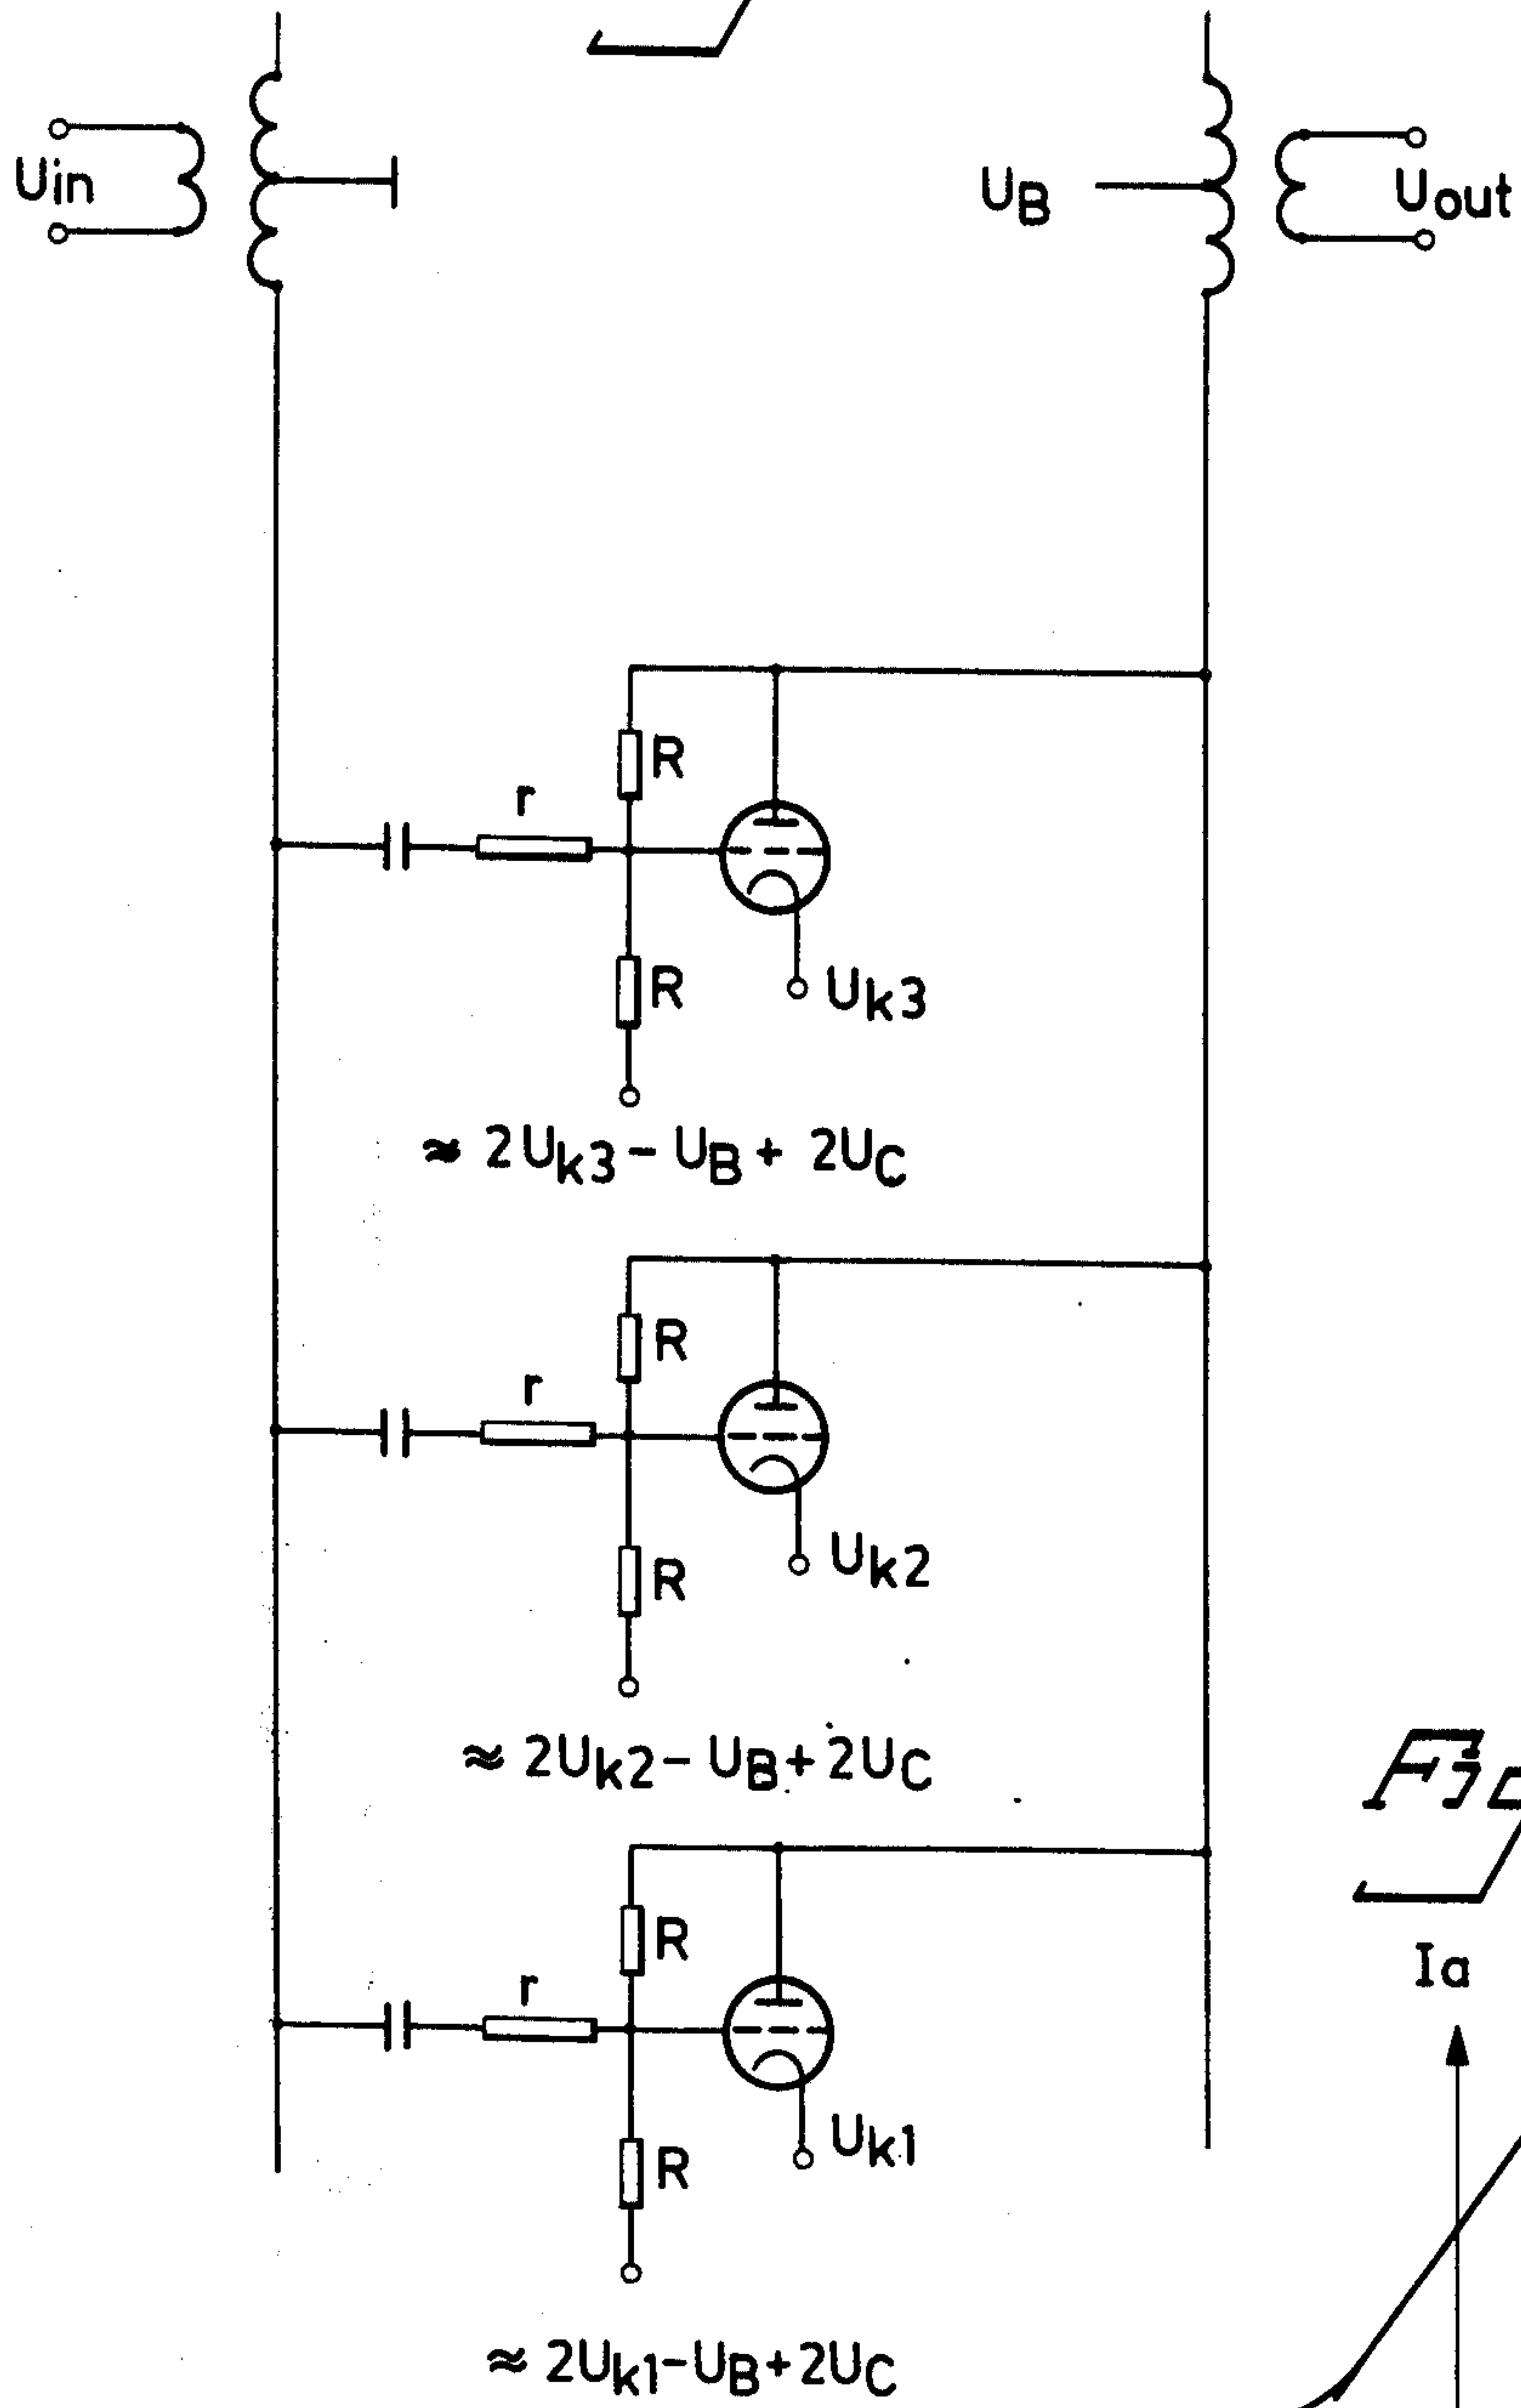 Uin
UB
Uout
R
r
R
Uk3
≈ 2Uk3 - UB + 2UC
R
r
R
Uk2
≈ 2Uk2 - UB + 2UC
Ia
R
r
R
Uk1
≈ 2Uk1 - UB + 2UC